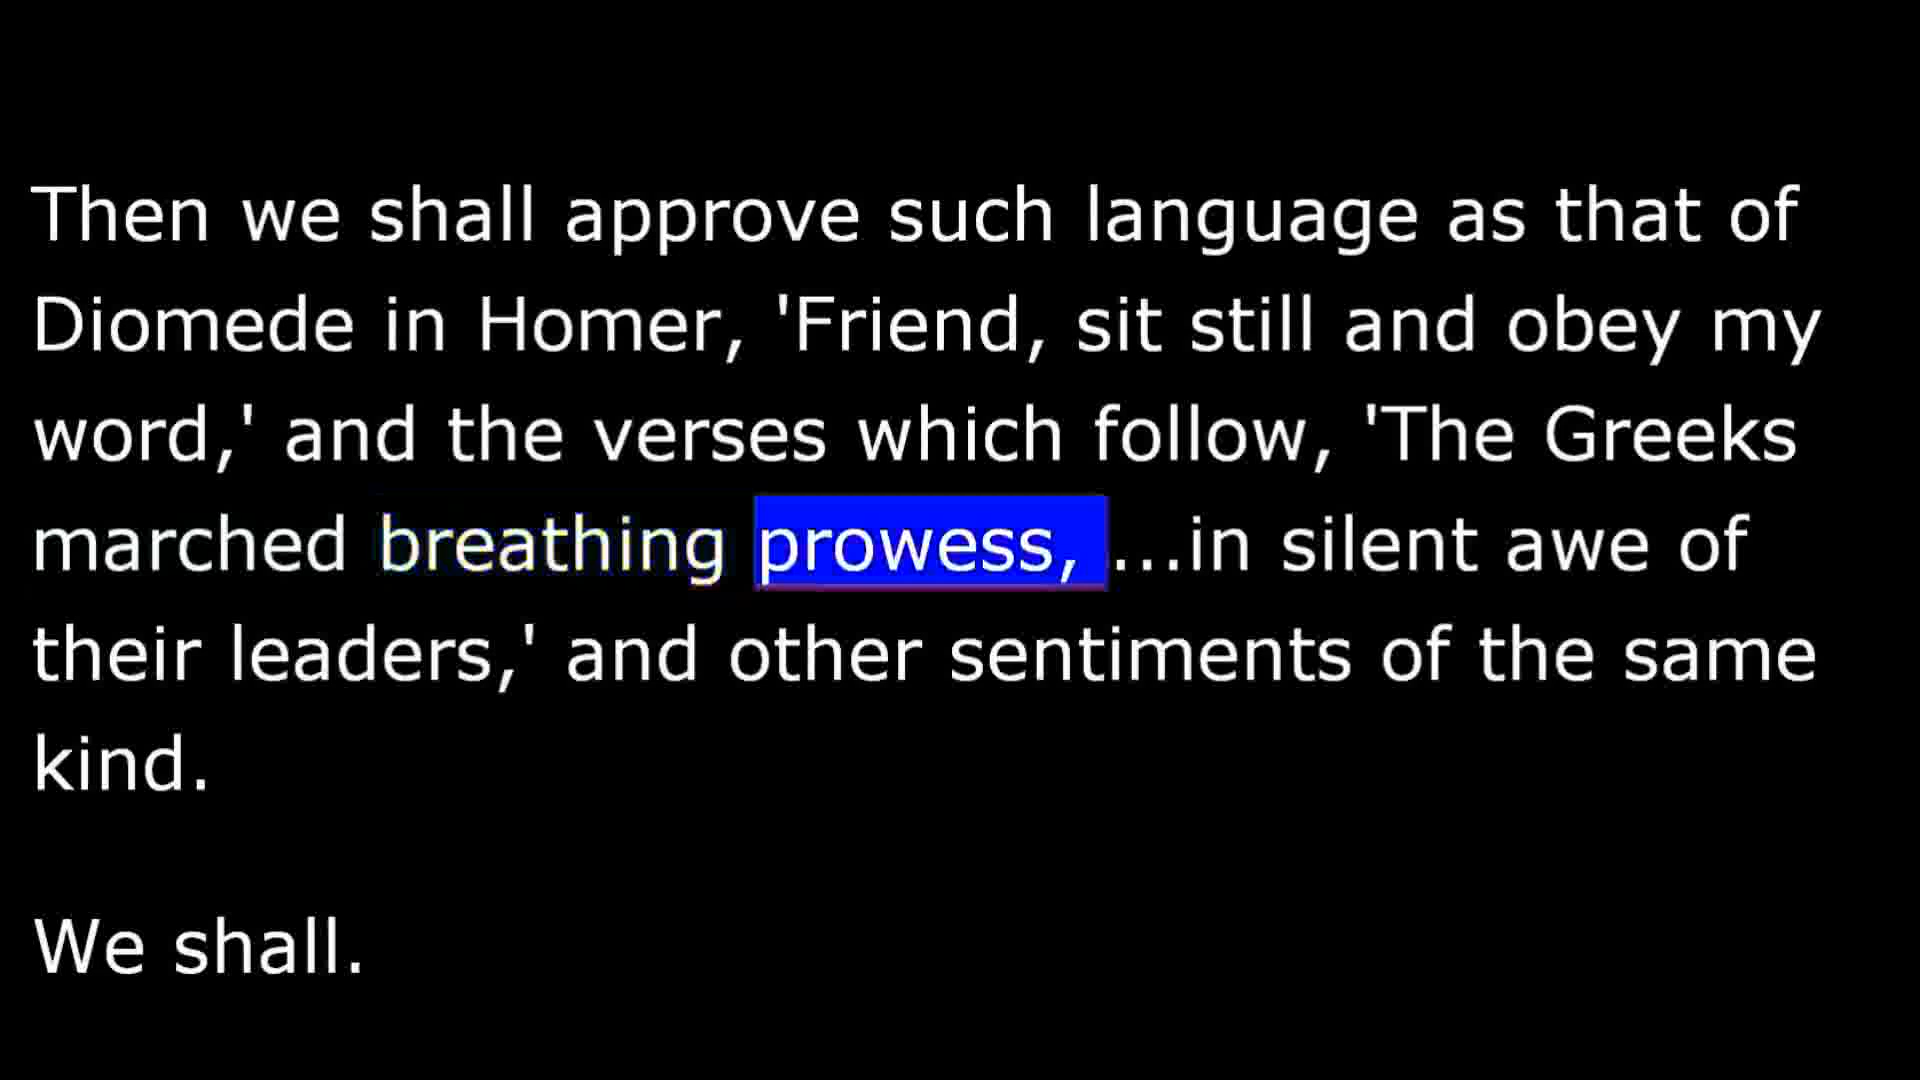 Then we shall approve such language as that of
Diomede in Homer, 'Friend, sit still and obey my
word,' and the verses which follow, 'The Greeks
marched breathing prowess, ...in silent awe of
their leaders,' and other sentiments of the same
kind.
We shall.